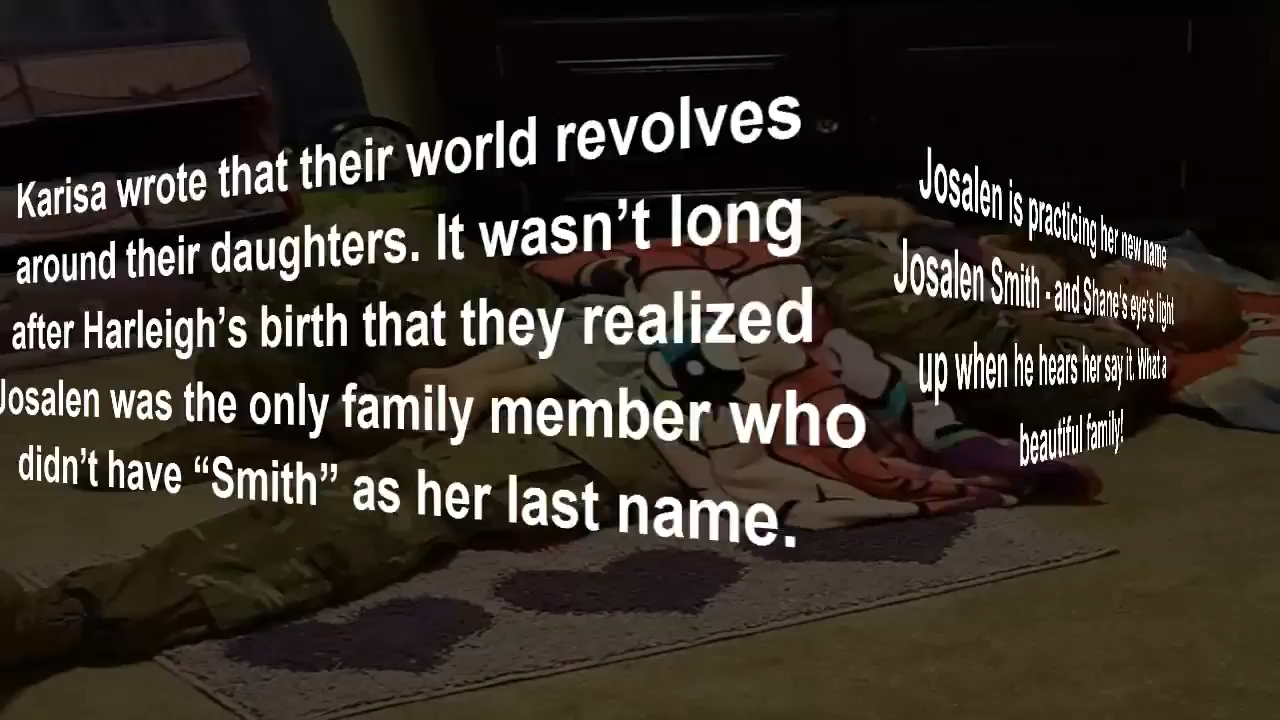 Karisa wrote that their world revolves
around their daughters. It wasn’t long
after Harleigh’s birth that they realized
Josalen was the only family member who
didn’t have “Smith” as her last name.
Josalen is practicing her new name
Josalen Smith - and Shane's eye's light
up when he hears her say it. What a
beautiful family!